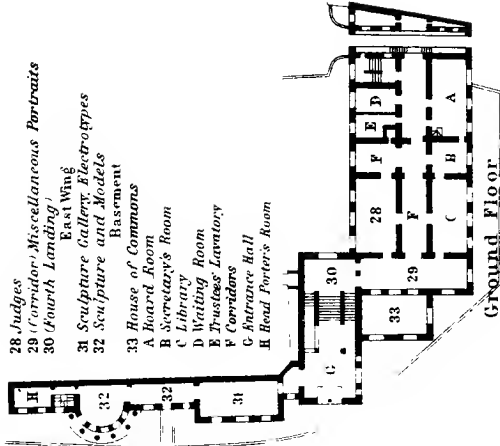 28 Judges
29 (Corridor) Miscellaneous Portraits
30 (Fourth Landing)
East Wing
31 Sculpture Gallery, Electrotypes
32 Sculpture and Models
Basement
33 House of Commons
A Board Room
B Secretary's Room
C Library
D Waiting Room
E Trustees' Lavatory
F Corridors
G Entrance Hall
H Head Porter's Room
H
32
32
31
G
30
33
29
28
F
F
E
D
C
B
A
Ground Floor